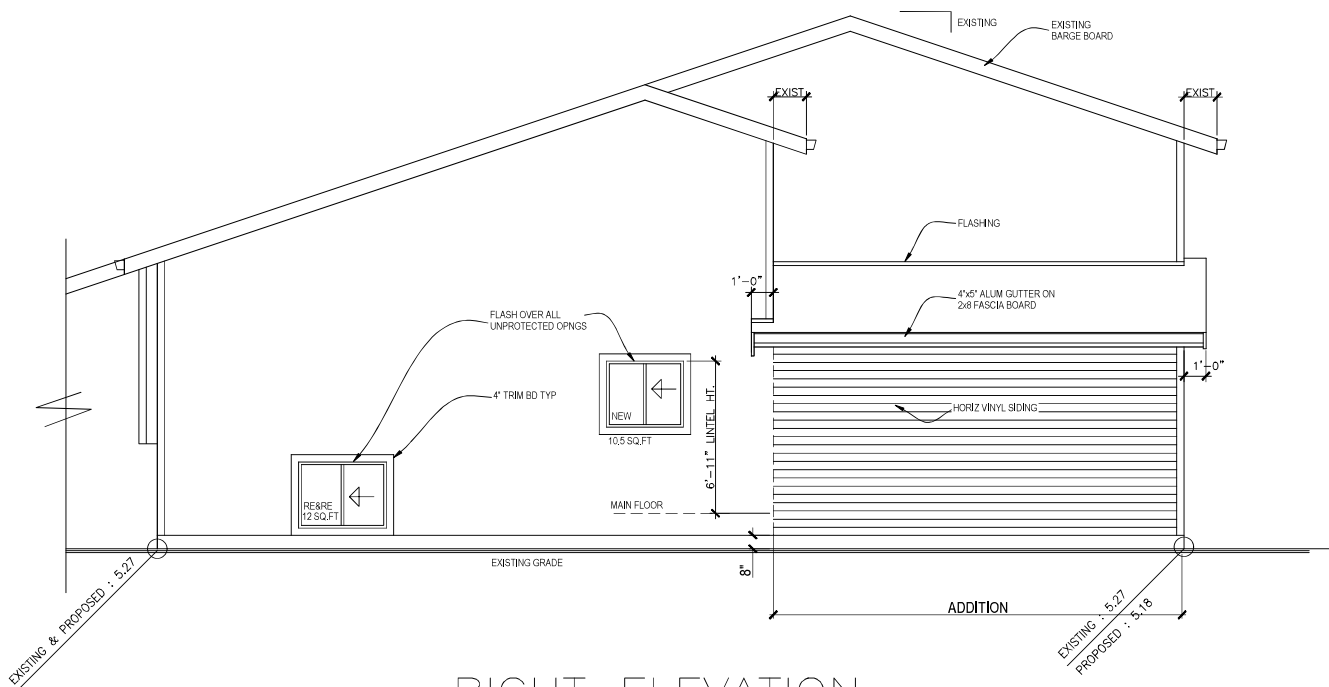 EXISTING
EXISTING
BARGE BOARD
EXIST
EXIST
FLASHING
1'-0"
4"x5" ALUM GUTTER ON
2x8 FASCIA BOARD
FLASH OVER ALL
UNPROTECTED OPNGS
1'-0"
4" TRIM BD TYP
NEW
10.5 SQ.FT
6'-11" LINTEL HT.
HORIZ VINYL SIDING
RE&RE
12 SQ.FT
MAIN FLOOR
EXISTING GRADE
8"
ADDITION
EXISTING & PROPOSED : 5.27
EXISTING : 5.27
PROPOSED : 5.18
RIGHT ELEVATION